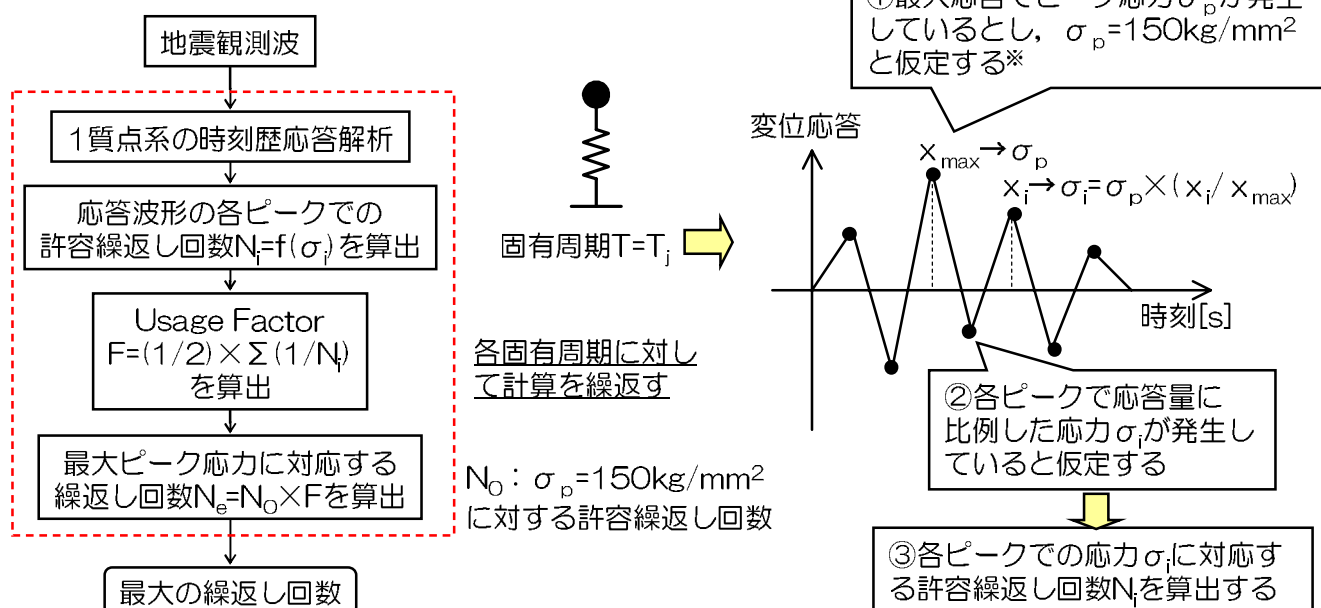 地震観測波
1質点系の時刻歴応答解析
応答波形の各ピークでの
許容繰返し回数Ni=f(σi)を算出
Usage Factor
F=(1/2)×Σ(1/Ni)
を算出
最大ピーク応力に対応する
繰返し回数Ne=N0×Fを算出
最大の繰返し回数
固有周期T=Tj
各固有周期に対し
て計算を繰返す
N0:σp=150kg/mm2
に対する許容繰返し回数
①最大応答でピーク応力σpが発生
しているとし,σp=150kg/mm2
と仮定する※
変位応答
xmax→σp
xi→σi=σp×(xi/xmax)
時刻[s]
②各ピークで応答量に
比例した応力σiが発生し
ていると仮定する
③各ピークでの応力σiに対応す
る許容繰返し回数Niを算出する